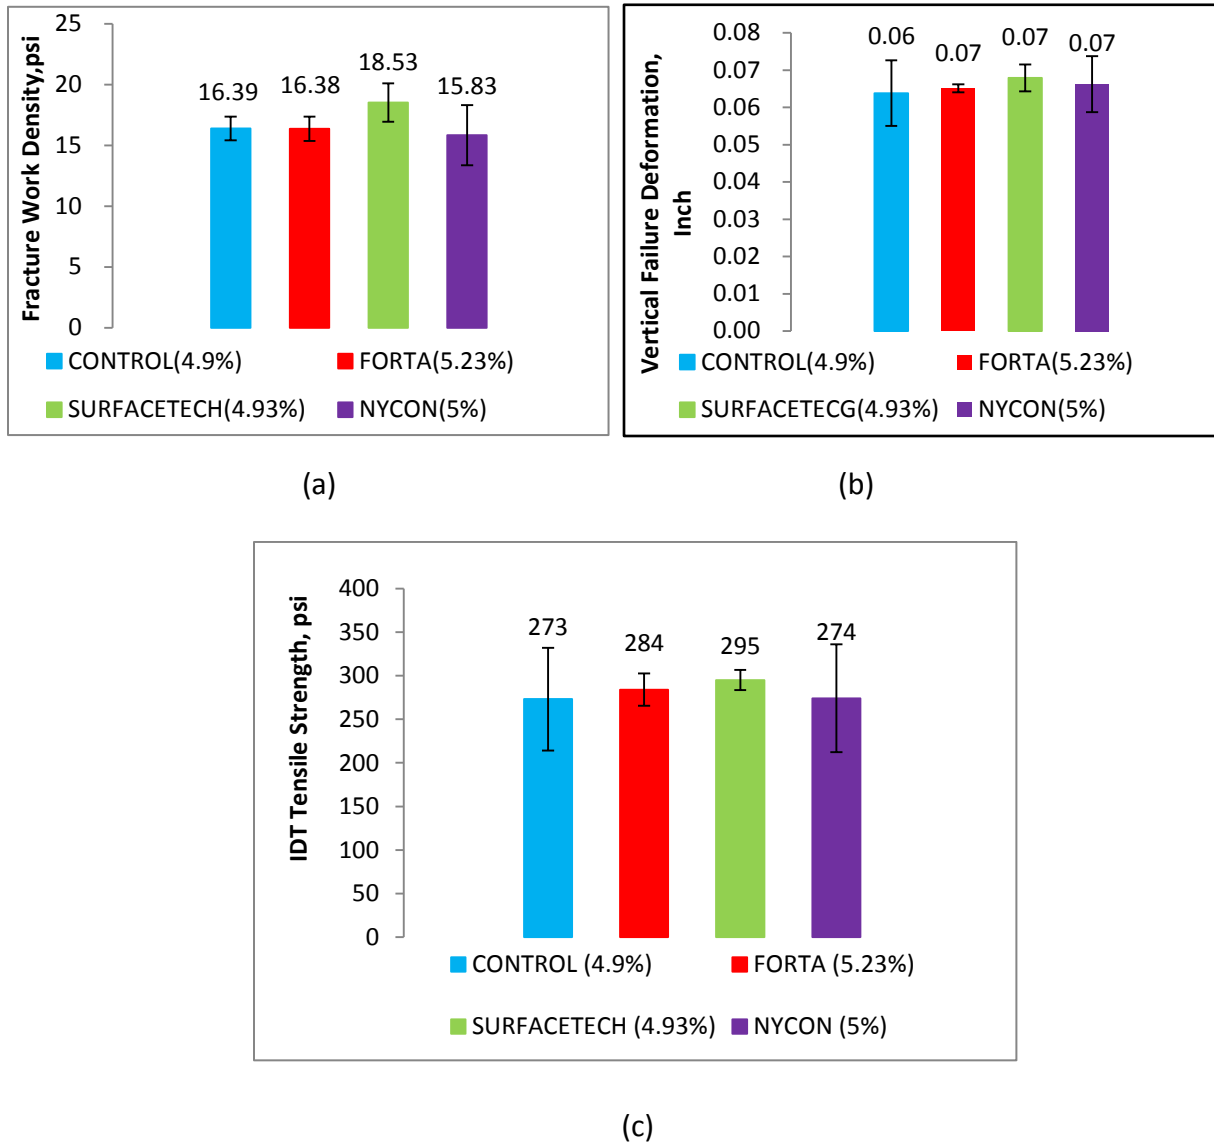 Fracture Work Density,psi
25
20
15
10
5
0
16.39
16.38
18.53
15.83
CONTROL(4.9%)
FORTA(5.23%)
SURFACETECH(4.93%)
NYCON(5%)
(a)
Vertical Failure Deformation,
Inch
0.08
0.07
0.06
0.05
0.04
0.03
0.02
0.01
0.00
0.06
0.07
0.07
0.07
CONTROL(4.9%)
FORTA(5.23%)
SURFACETECG(4.93%)
NYCON(5%)
(b)
IDT Tensile Strength, psi
400
350
300
250
200
150
100
50
0
273
284
295
274
CONTROL (4.9%)
FORTA (5.23%)
SURFACETECH (4.93%)
NYCON (5%)
(c)